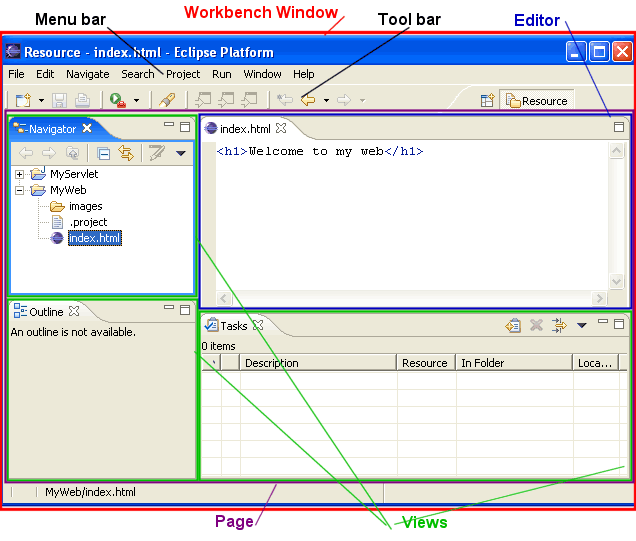 Menu bar
Workbench Window
Tool bar
Editor
Resource - index.html - Eclipse Platform
File Edit Navigate Search Project Run Window Help
Resource
Navigator
index.html
<h1>Welcome to my web</h1>
MyServlet
MyWeb
images
.project
index.html
Outline
An outline is not available.
Tasks
0 items
Description Resource In Folder Loca...
MyWeb/index.html
Page
Views